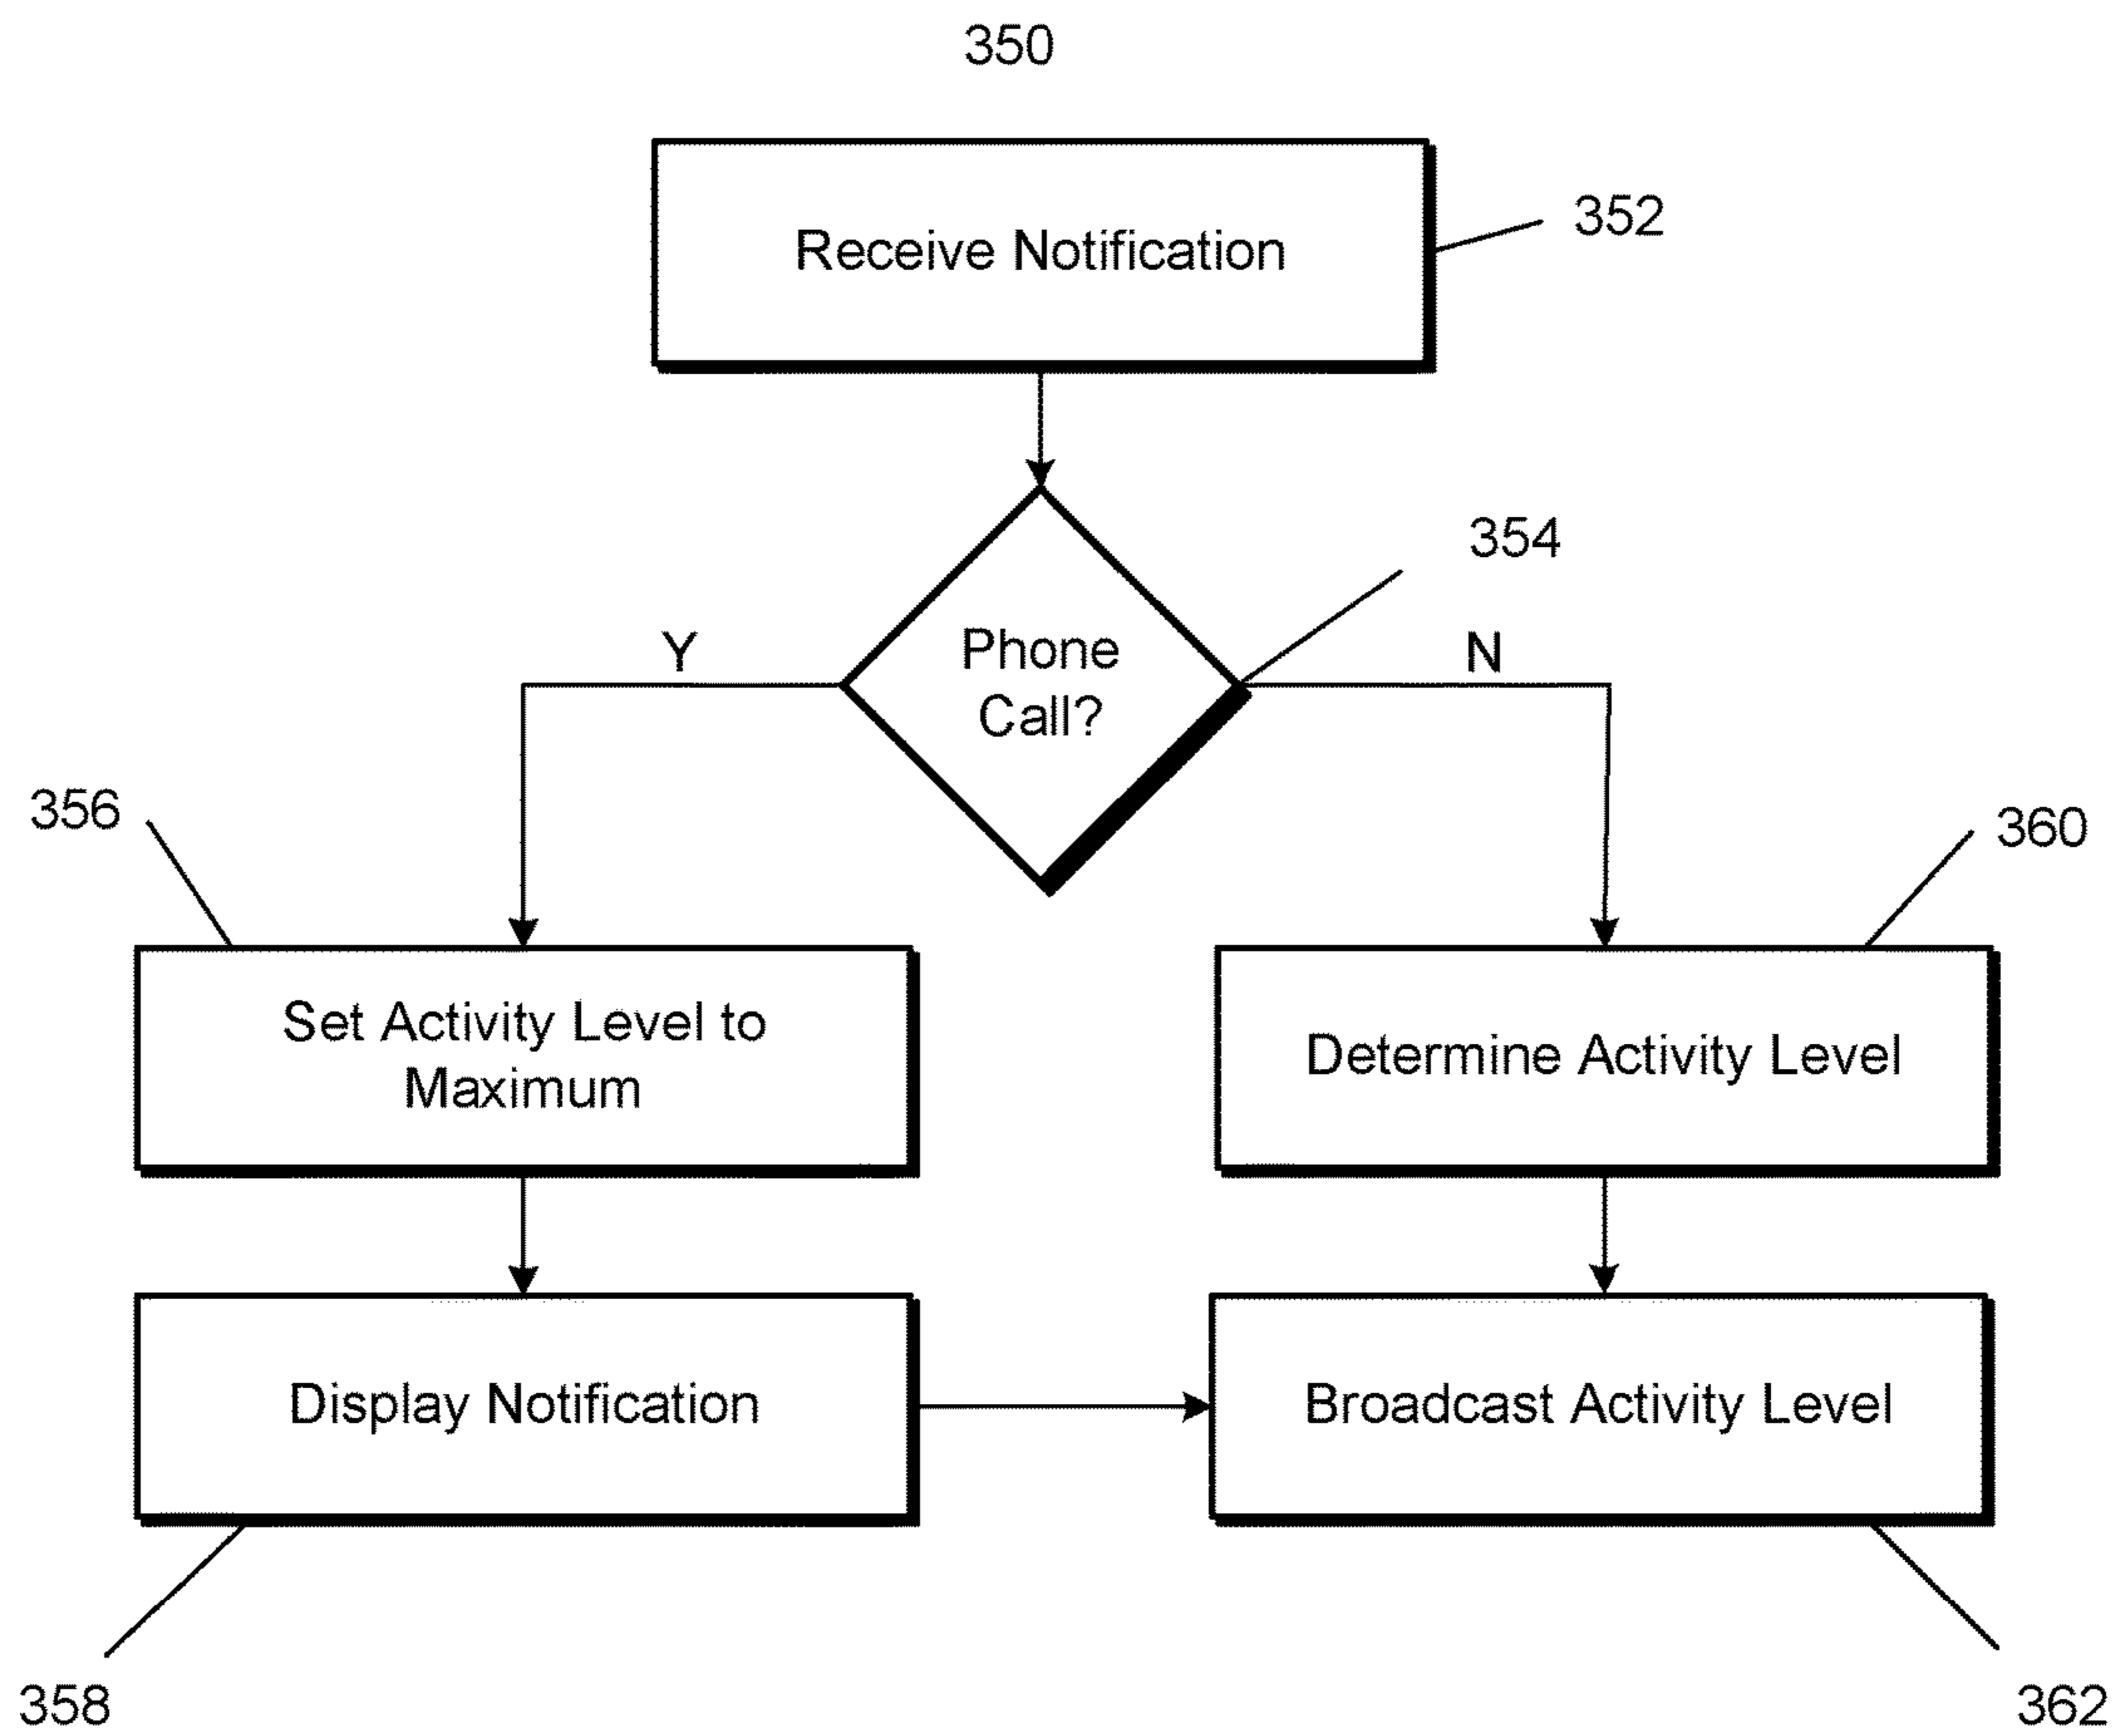 350
Receive Notification
352
354
Phone
Call?
Y
N
356
360
Set Activity Level to
Maximum
Determine Activity Level
Display Notification
Broadcast Activity Level
358
362